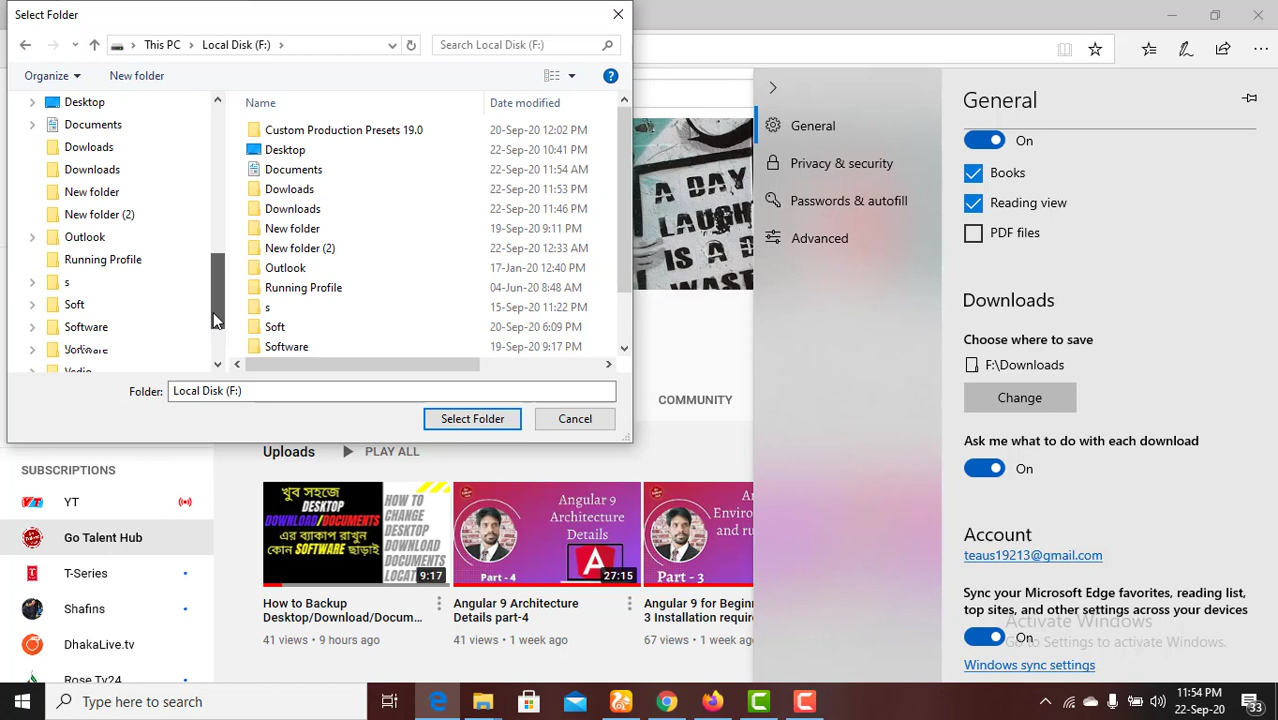 Select Folder
This PC
Local Disk (F:)
Search Local Disk (F:)
Organize
New folder
Desktop
Documents
Dowloads
Downloads
New folder
New folder (2)
Outlook
Running Profile
s
Soft
Software
Name
Date modified
Custom Production Presets 19.0
20-Sep-20 12:02 PM
Desktop
22-Sep-20 10:41 PM
Documents
22-Sep-20 11:54 AM
Dowloads
22-Sep-20 11:53 PM
Downloads
22-Sep-20 11:46 PM
New folder
19-Sep-20 9:11 PM
New folder (2)
22-Sep-20 12:33 AM
Outlook
17-Jan-20 12:40 PM
Running Profile
04-Jun-20 8:48 AM
s
15-Sep-20 11:22 PM
Soft
20-Sep-20 6:09 PM
Software
19-Sep-20 9:17 PM
Folder:
Local Disk (F:)
Select Folder
Cancel
A DAY
LAUGH
IS A D
WAST
COMMUNITY
General
Privacy & security
Passwords & autofill
Advanced
General
On
Books
Reading view
PDF files
Downloads
Choose where to save
F:\Downloads
Change
Ask me what to do with each download
On
Account
teaus19213@gmail.com
Sync your Microsoft Edge favorites, reading list,
top sites, and other settings across your devices
On
Activate Windows
Go to Settings to activate Windows.
Windows sync settings
SUBSCRIPTIONS
YT
Go Talent Hub
T-Series
Shafins
DhakaLive.tv
Rose Tv24
Uploads
PLAY ALL
খুব সহজে
DESKTOP
DOWNLOAD/DOCUMENTS
এর ব্যাকাপ রাখুন
কোন SOFTWARE ছাড়াই
HOW TO
CHANGE
DESKTOP
DOWNLOAD
DOCUMENTS
9:17
How to Backup
Desktop/Download/Docum...
41 views • 9 hours ago
Angular 9
Architecture
Details
Part - 4
27:15
Angular 9 Architecture
Details part-4
41 views • 1 week ago
Ang
Enviro
and ru
Part - 3
Angular 9 for Begin
3 Installation requir
67 views • 1 week
Type here to search
11:54 PM
22-Sep-20
33